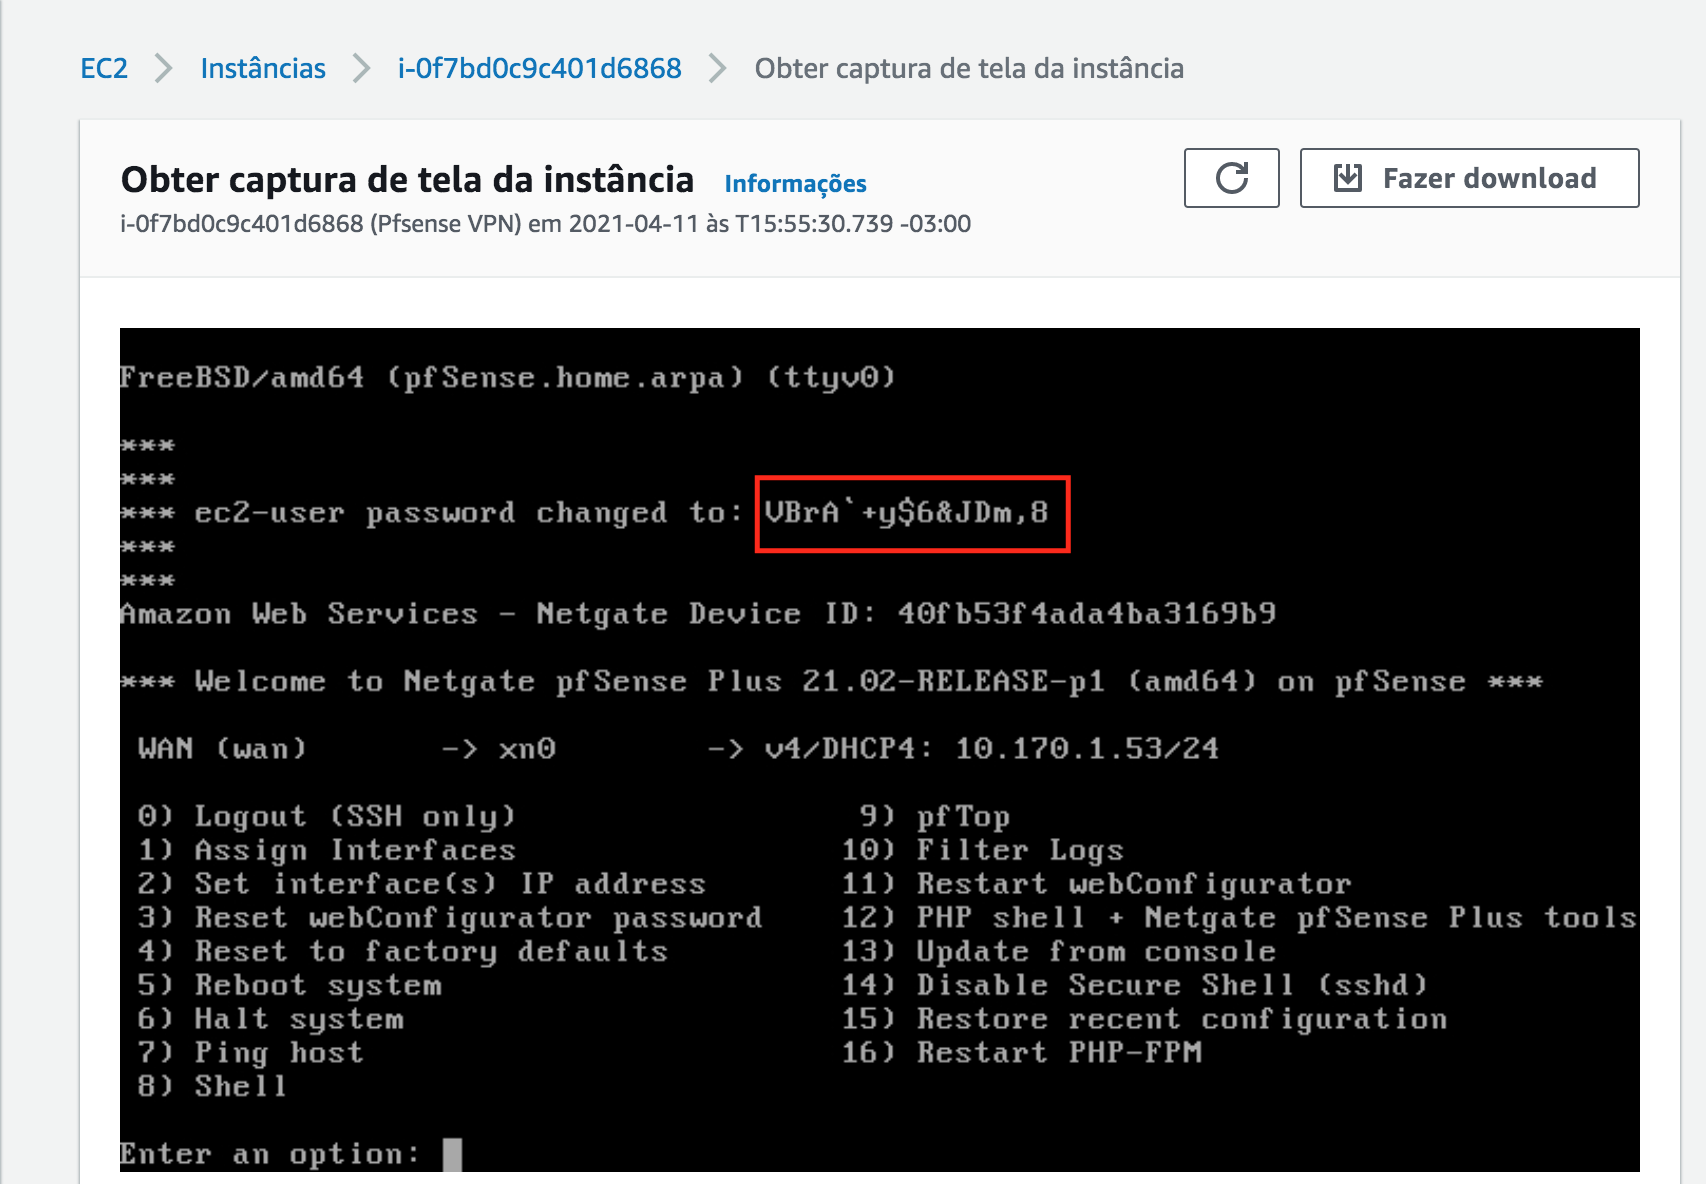 EC2 > Instâncias > i-0f7bd0c9c401d6868 > Obter captura de tela da instância
Obter captura de tela da instância Informações
Fazer download
i-0f7bd0c9c401d6868 (Pfsense VPN) em 2021-04-11 às T15:55:30.739 -03:00
FreeBSD/amd64 (pfSense.home.arpa) (ttyv0)
***
***
*** ec2-user password changed to: VBrA`+y$6&JDm,8
***
***
Amazon Web Services - Netgate Device ID: 40fb53f4ada4ba3169b9
*** Welcome to Netgate pfSense Plus 21.02-RELEASE-p1 (amd64) on pfSense ***
WAN (wan) -> xn0 -> v4/DHCP4: 10.170.1.53/24
0) Logout (SSH only) 9) pfTop
1) Assign Interfaces 10) Filter Logs
2) Set interface(s) IP address 11) Restart webConfigurator
3) Reset webConfigurator password 12) PHP shell + Netgate pfSense Plus tools
4) Reset to factory defaults 13) Update from console
5) Reboot system 14) Disable Secure Shell (sshd)
6) Halt system 15) Restore recent configuration
7) Ping host 16) Restart PHP-FPM
8) Shell
Enter an option: